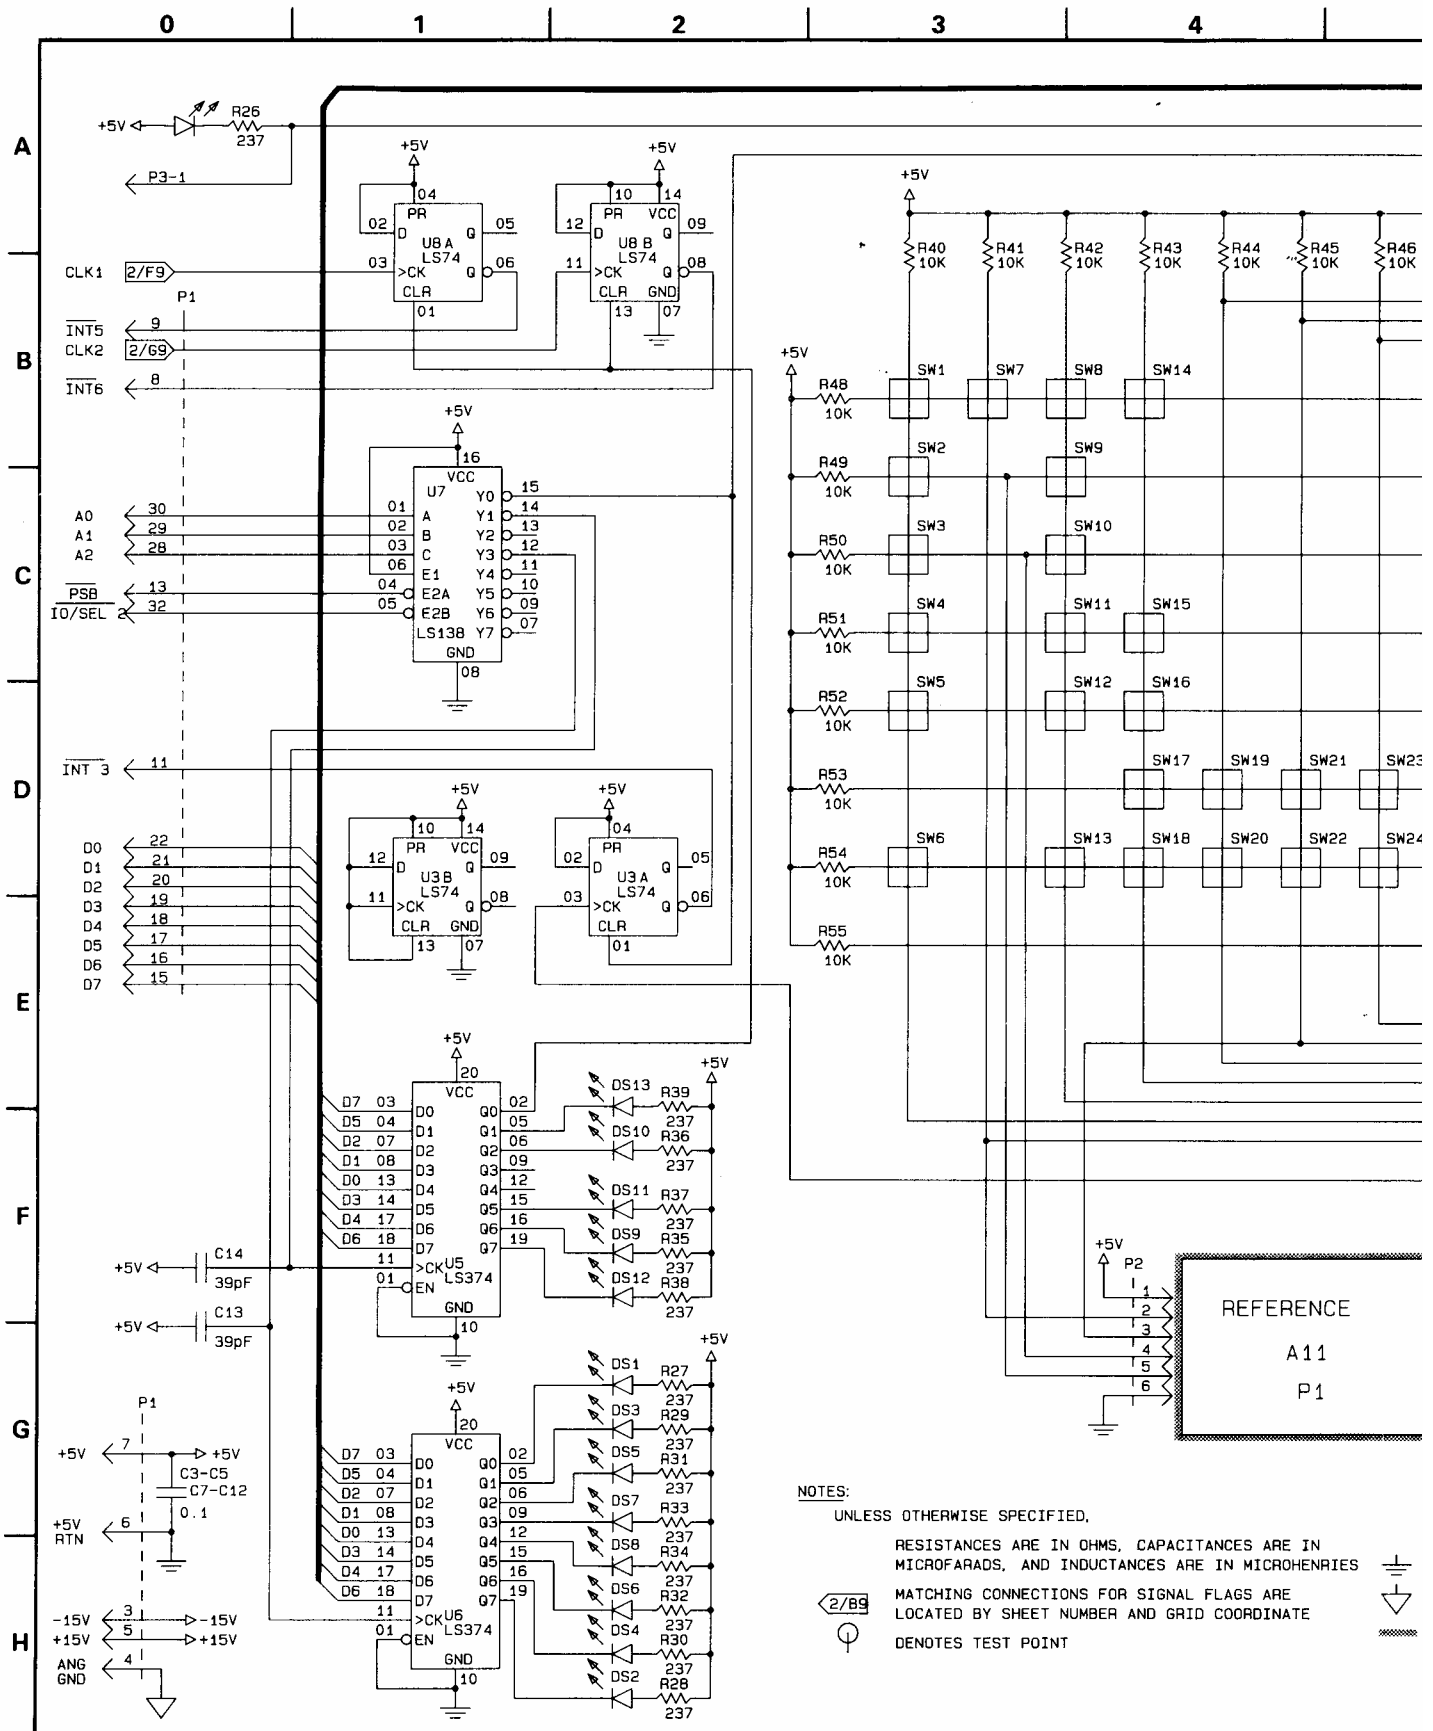 0 1 2 3 4
A
B
C
D
E
F
G
H
+5V
R26
237
P3-1
CLK1 2/F9
P1
INT5 9
CLK2 2/G9
INT6 8
+5V
04
PR
02 D Q 05
U8A
LS74
03 >CK Q 06
CLR
01
+5V
10 14
PR VCC
12 D Q 09
U8B
LS74
11 >CK Q 08
CLR GND
13 07
+5V
16
VCC
U7
01 A
02 B
03 C
06 E1
04 E2A
05 E2B
Y0 15
Y1 14
Y2 13
Y3 12
Y4 11
Y5 10
Y6 09
Y7 07
LS138
GND
08
A0 30
A1 29
A2 28
PSB 13
IO/SEL 2 32
INT 3 11
D0 22
D1 21
D2 20
D3 19
D4 18
D5 17
D6 16
D7 15
+5V
10 14
PR VCC
12 D Q 09
U3B
LS74
11 >CK Q 08
CLR GND
13 07
+5V
04
PR
02 D Q 05
U3A
LS74
03 >CK Q 06
CLR
01
+5V
R40 10K
R41 10K
R42 10K
R43 10K
R44 10K
R45 10K
R46 10K
+5V
R48 10K
SW1 SW7 SW8 SW14
R49 10K
SW2 SW9
R50 10K
SW3 SW10
R51 10K
SW4 SW11 SW15
R52 10K
SW5 SW12 SW16
R53 10K
SW17 SW19 SW21 SW23
R54 10K
SW6 SW13 SW18 SW20 SW22 SW24
R55 10K
+5V
20
VCC
D7 03 D0 Q0 02
D5 04 D1 Q1 05
D2 07 D2 Q2 06
D1 08 D3 Q3 09
D0 13 D4 Q4 12
D3 14 D5 Q5 15
D4 17 D6 Q6 16
D6 18 D7 Q7 19
11 >CK U5
01 EN LS374
GND
10
+5V
DS13 R39 237
DS10 R36 237
DS11 R37 237
DS9 R35 237
DS12 R38 237
+5V C14 39pF
+5V C13 39pF
+5V
20
VCC
D7 03 D0 Q0 02
D5 04 D1 Q1 05
D2 07 D2 Q2 06
D1 08 D3 Q3 09
D0 13 D4 Q4 12
D3 14 D5 Q5 15
D4 17 D6 Q6 16
D6 18 D7 Q7 19
11 >CK U6
01 EN LS374
GND
10
+5V
DS1 R27 237
DS3 R29 237
DS5 R31 237
DS7 R33 237
DS8 R34 237
DS6 R32 237
DS4 R30 237
DS2 R28 237
P1
+5V 7 +5V
C3-C5
C7-C12
0.1
+5V RTN 6
-15V 3 -15V
+15V 5 +15V
ANG GND 4
+5V
P2
1
2
3
4
5
6
REFERENCE
A11
P1
NOTES:
UNLESS OTHERWISE SPECIFIED,
RESISTANCES ARE IN OHMS, CAPACITANCES ARE IN
MICROFARADS, AND INDUCTANCES ARE IN MICROHENRIES
2/B9 MATCHING CONNECTIONS FOR SIGNAL FLAGS ARE
LOCATED BY SHEET NUMBER AND GRID COORDINATE
DENOTES TEST POINT